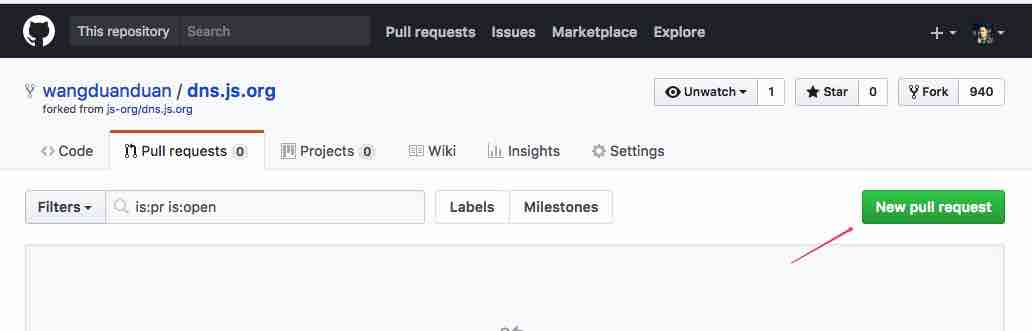 This repository Search Pull requests Issues Marketplace Explore
wangduanduan / dns.js.org Unwatch 1 Star 0 Fork 940
forked from js-org/dns.js.org
Code Pull requests 0 Projects 0 Wiki Insights Settings
Filters is:pr is:open Labels Milestones New pull request